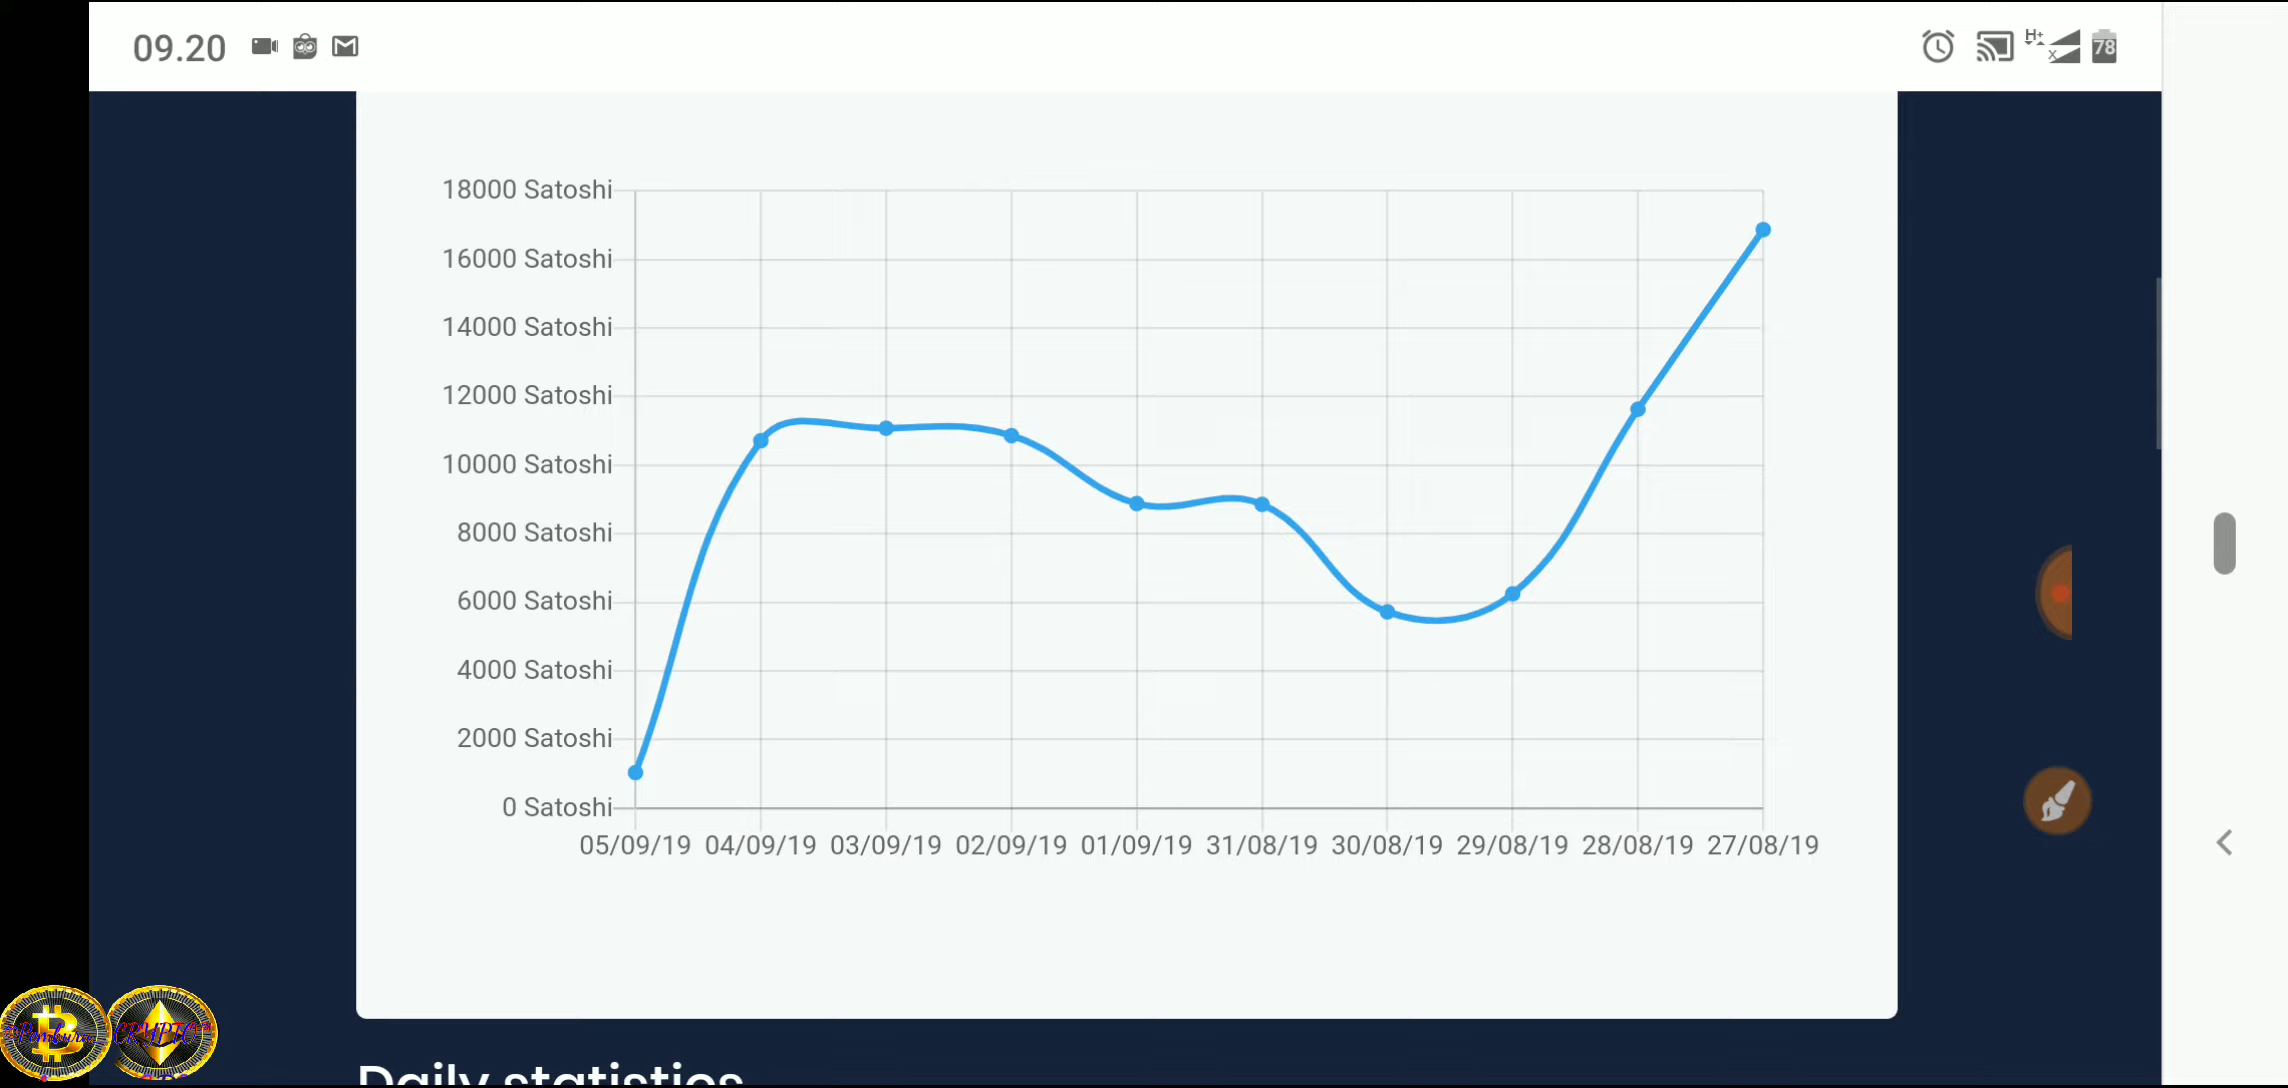 09.20
H+
78
18000 Satoshi
16000 Satoshi
14000 Satoshi
12000 Satoshi
10000 Satoshi
8000 Satoshi
6000 Satoshi
4000 Satoshi
2000 Satoshi
0 Satoshi
05/09/19 04/09/19 03/09/19 02/09/19 01/09/19 31/08/19 30/08/19 29/08/19 28/08/19 27/08/19
Daily statistics
Pemburu CRYPTO